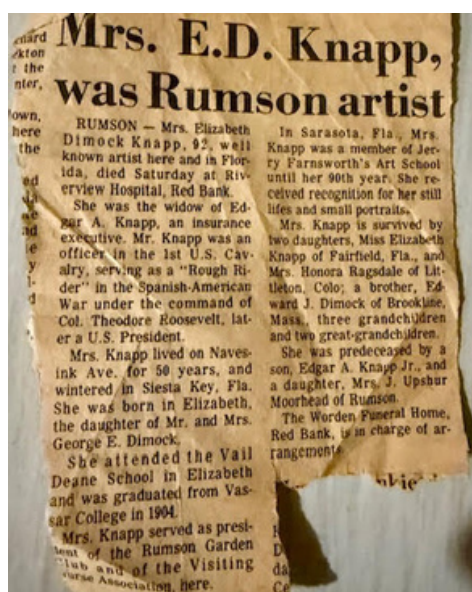 Mrs. E.D. Knapp,
was Rumson artist
RUMSON — Mrs. Elizabeth
Dimock Knapp, 92, well
known artist here and in Flor-
ida, died Saturday at Riv-
erview Hospital, Red Bank.
She was the widow of Ed-
gar A. Knapp, an insurance
executive. Mr. Knapp was an
officer in the 1st U.S. Cav-
alry, serving as a "Rough Ri-
der" in the Spanish-American
War under the command of
Col. Theodore Roosevelt, lat-
er a U.S. President.
Mrs. Knapp lived on Naves-
ink Ave. for 50 years, and
wintered in Siesta Key, Fla.
She was born in Elizabeth,
the daughter of Mr. and Mrs.
George E. Dimock.
She attended the Vail
Deane School in Elizabeth
and was graduated from Vas-
sar College in 1904.
Mrs. Knapp served as presi-
dent of the Rumson Garden
Club and of the Visiting
Nurse Association, here.
In Sarasota, Fla., Mrs.
Knapp was a member of Jer-
ry Farnsworth's Art School
until her 90th year. She re-
ceived recognition for her still
lifes and small portraits.
Mrs. Knapp is survived by
two daughters, Miss Elizabeth
Knapp of Fairfield, Fla., and
Mrs. Honora Ragsdale of Lit-
tleton, Colo; a brother, Ed-
ward J. Dimock of Brookline,
Mass., three grandchildren
and two great-grandchildren.
She was predeceased by a
son, Edgar A. Knapp Jr., and
a daughter, Mrs. J. Upshur
Moorhead of Rumson.
The Worden Funeral Home,
Red Bank, is in charge of ar-
rangements.